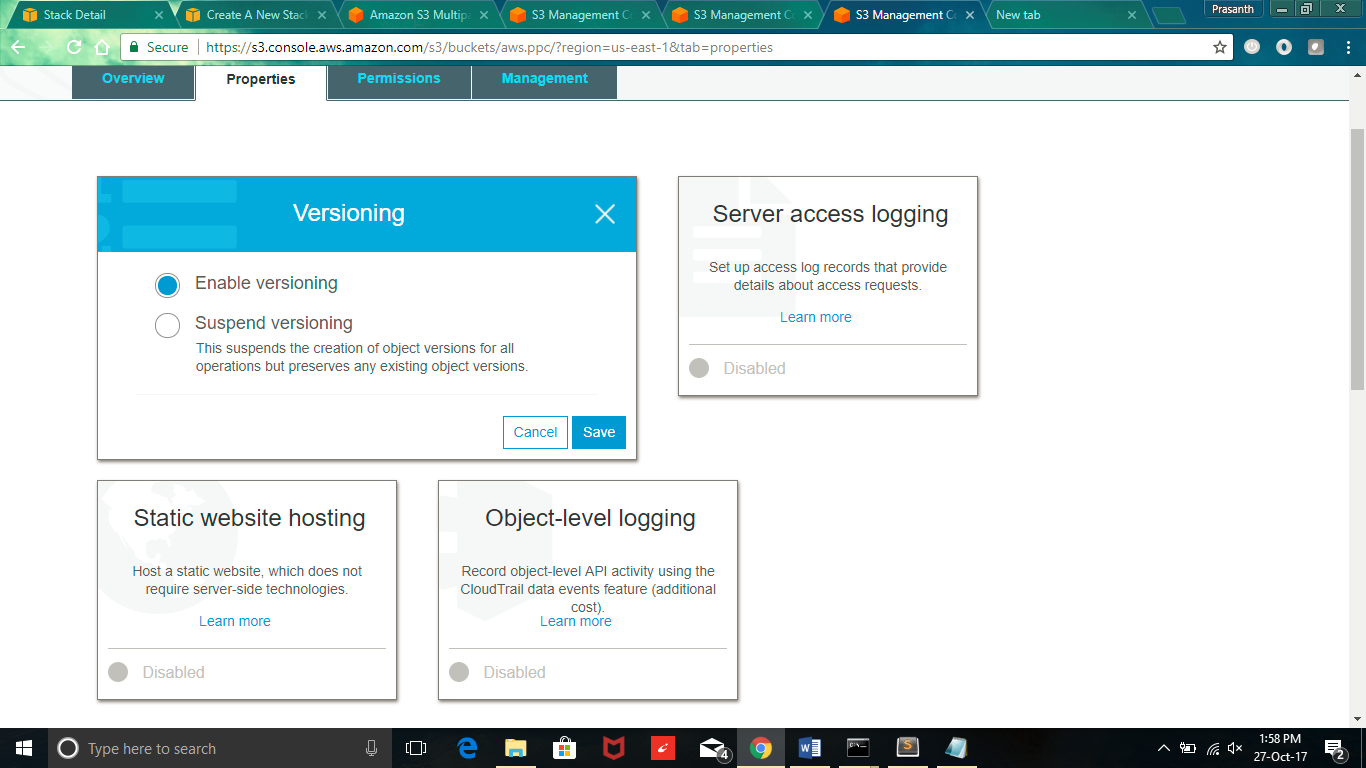 Stack Detail
Create A New Stac
Amazon S3 Multip
S3 Management C
S3 Management C
S3 Management C
New tab
Prasanth
Secure
https://s3.console.aws.amazon.com/s3/buckets/aws.ppc/?region=us-east-1&tab=properties
Overview
Properties
Permissions
Management
Versioning
Enable versioning
Suspend versioning
This suspends the creation of object versions for all
operations but preserves any existing object versions.
Cancel
Save
Server access logging
Set up access log records that provide
details about access requests.
Learn more
Disabled
Static website hosting
Host a static website, which does not
require server-side technologies.
Learn more
Disabled
Object-level logging
Record object-level API activity using the
CloudTrail data events feature (additional
cost).
Learn more
Disabled
Type here to search
4
1:58 PM
27-Oct-17
2